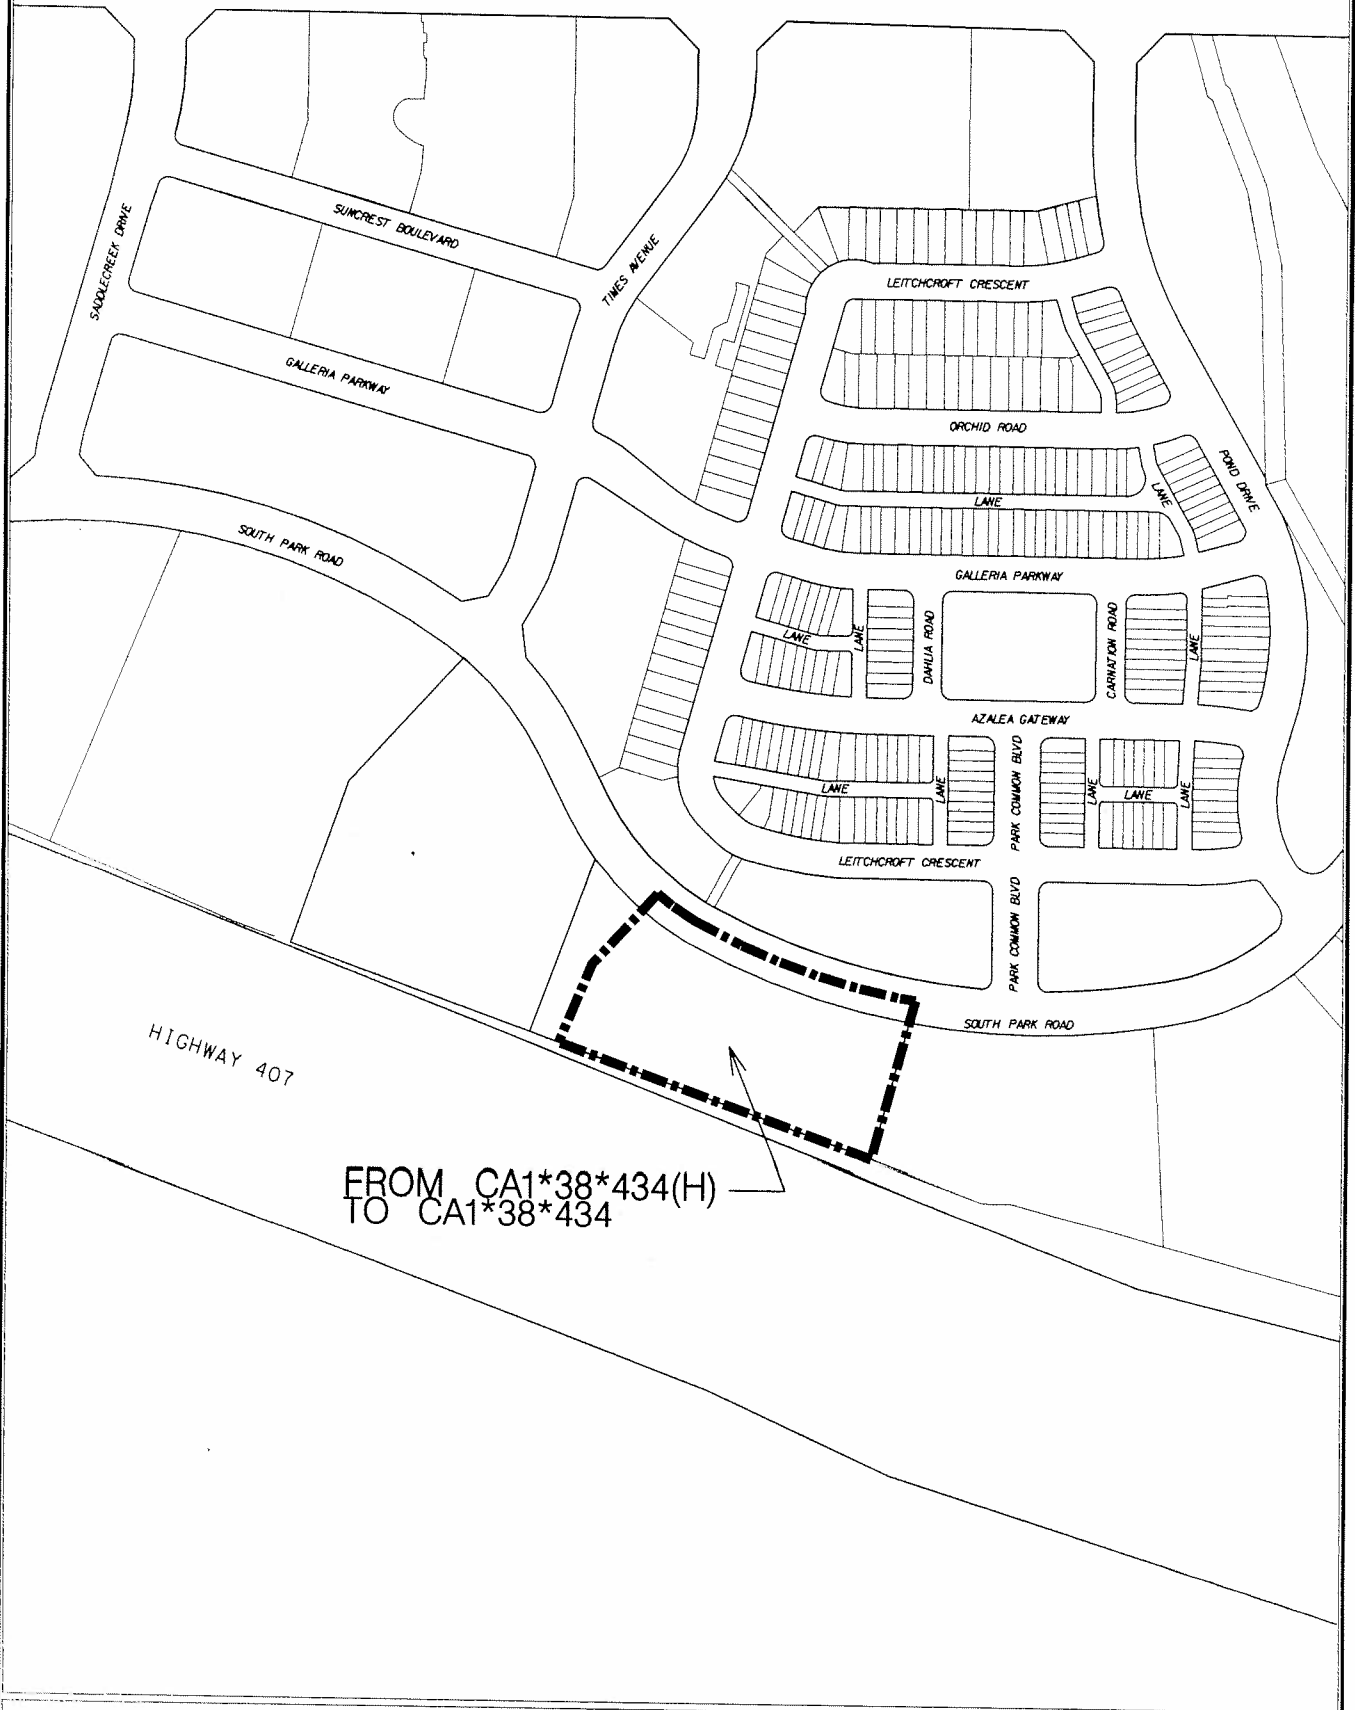 SUNCREST BOULEVARD
SADDLECREEK DRIVE
TIMES AVENUE
LEITCHCROFT CRESCENT
GALLERIA PARKWAY
ORCHID ROAD
POND DRIVE
LANE
LANE
SOUTH PARK ROAD
GALLERIA PARKWAY
LANE
LANE
DAHLIA ROAD
CARNATION ROAD
LANE
AZALEA GATEWAY
PARK COMMON BLVD
LANE
LANE
LANE
LANE
LANE
LEITCHCROFT CRESCENT
PARK COMMON BLVD
SOUTH PARK ROAD
HIGHWAY 407
FROM CA1*38*434(H)
TO CA1*38*434